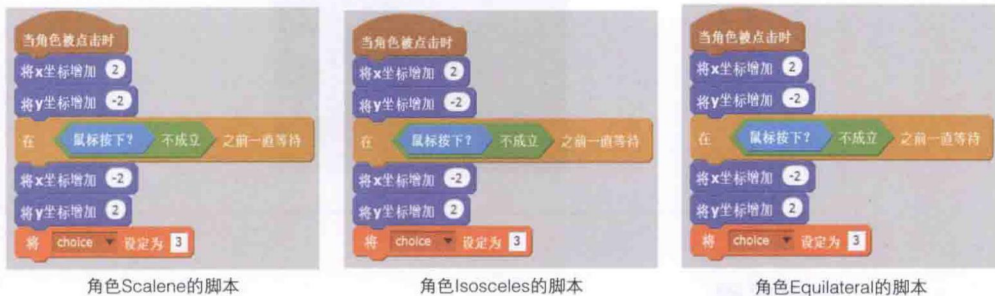 当角色被点击时
将x坐标增加 2
将y坐标增加 -2
在 鼠标按下？ 不成立 之前一直等待
将x坐标增加 -2
将y坐标增加 2
将 choice 设定为 3
角色Scalene的脚本
当角色被点击时
将x坐标增加 2
将y坐标增加 -2
在 鼠标按下？ 不成立 之前一直等待
将x坐标增加 -2
将y坐标增加 2
将 choice 设定为 3
角色Isosceles的脚本
当角色被点击时
将x坐标增加 2
将y坐标增加 -2
在 鼠标按下？ 不成立 之前一直等待
将x坐标增加 -2
将y坐标增加 2
将 choice 设定为 3
角色Equilateral的脚本